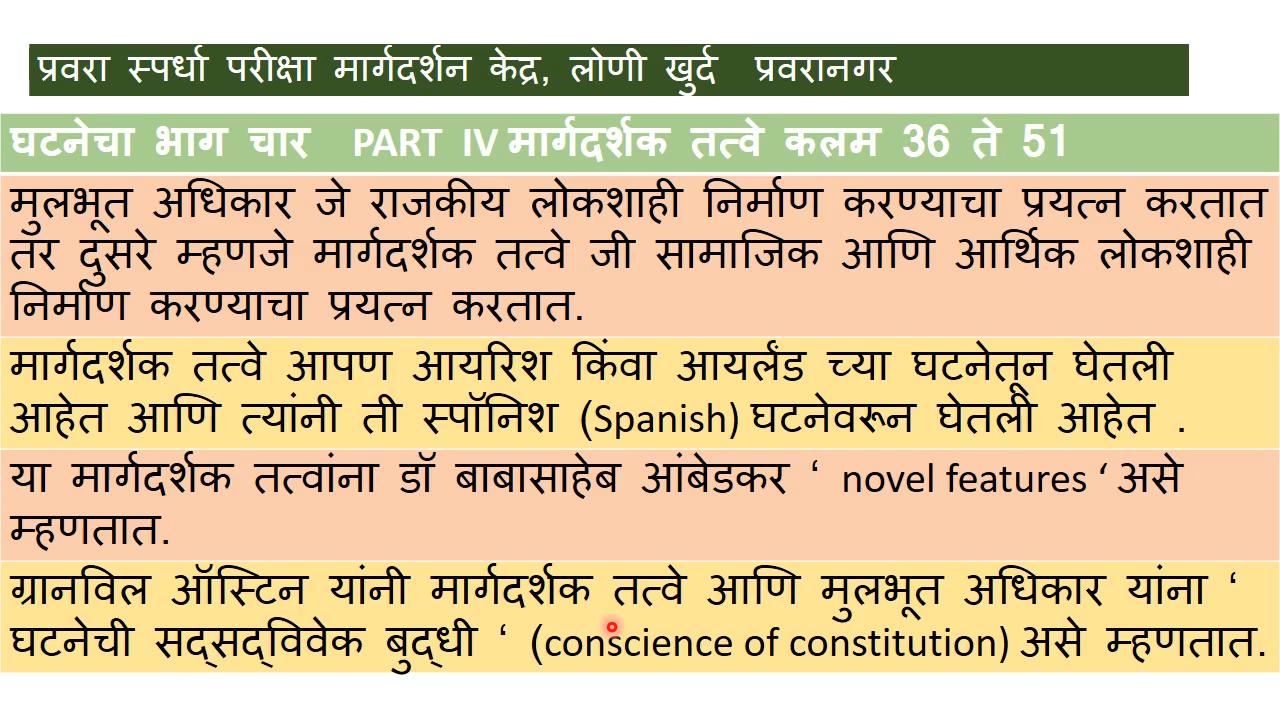 प्रवरा स्पर्धा परीक्षा मार्गदर्शन केद्र, लोणी खुर्द प्रवरानगर
घटनेचा भाग चार PART IV मार्गदर्शक तत्वे कलम 36 ते 51
मुलभूत अधिकार जे राजकीय लोकशाही निर्माण करण्याचा प्रयत्न करतात
तर दुसरे म्हणजे मार्गदर्शक तत्वे जी सामाजिक आणि आर्थिक लोकशाही
निर्माण करण्याचा प्रयत्न करतात.
मार्गदर्शक तत्वे आपण आयरिश किंवा आयर्लंड च्या घटनेतून घेतली
आहेत आणि त्यांनी ती स्पॉनिश (Spanish) घटनेवरून घेतली आहेत .
या मार्गदर्शक तत्वांना डॉ बाबासाहेब आंबेडकर ‘ novel features ‘ असे
म्हणतात.
ग्रानविल ऑस्टिन यांनी मार्गदर्शक तत्वे आणि मुलभूत अधिकार यांना ‘
घटनेची सद्सद्विवेक बुद्धी ‘ (conscience of constitution) असे म्हणतात.